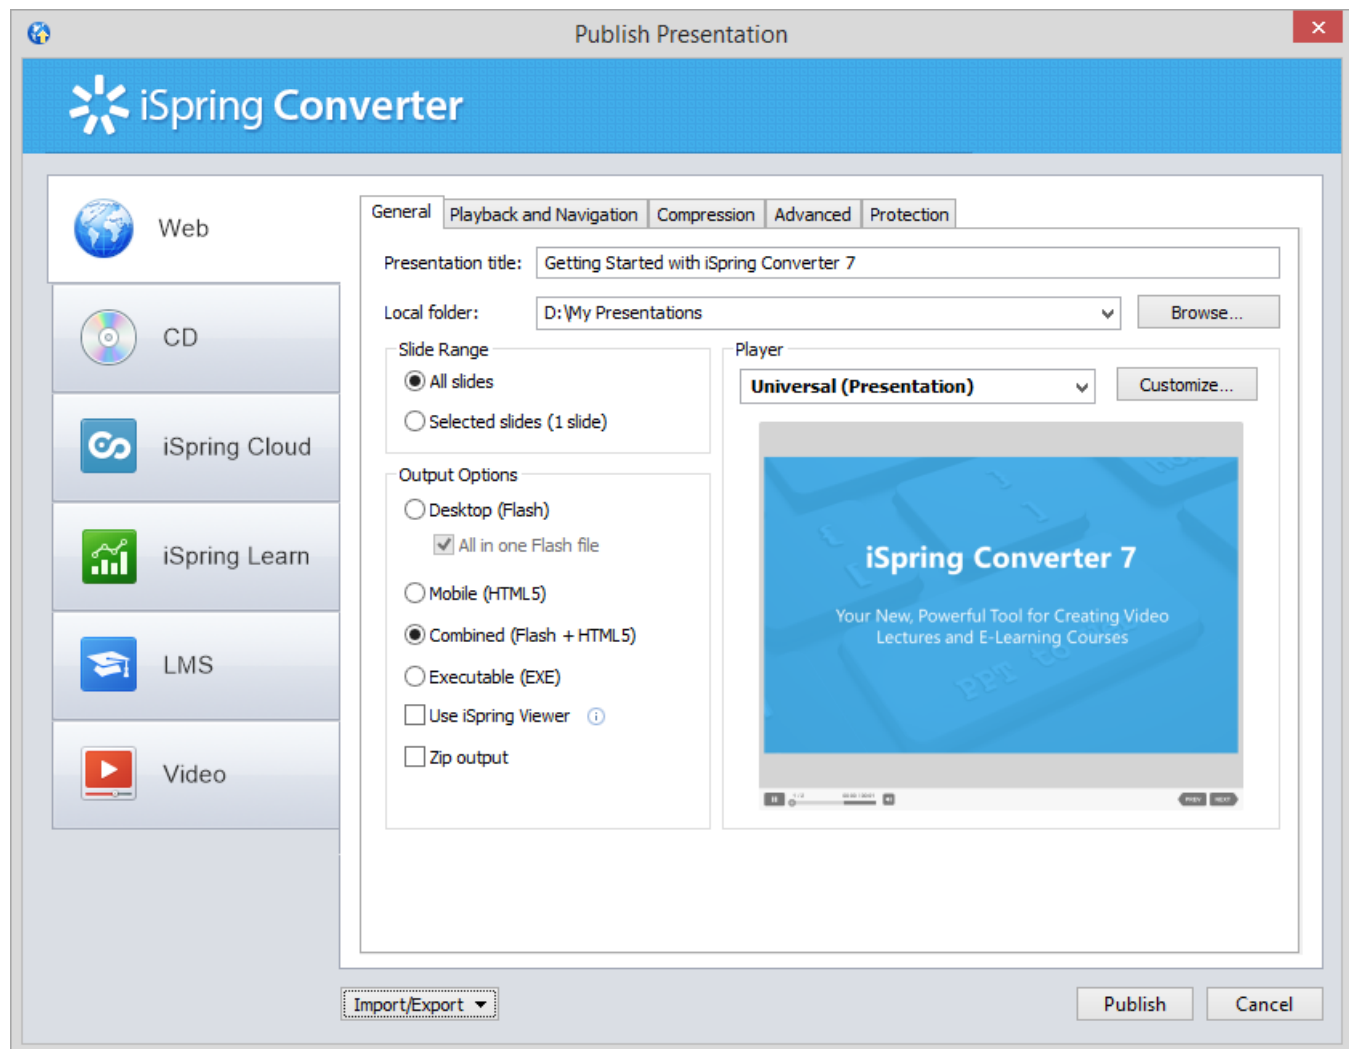 Publish Presentation
iSpring Converter
Web
CD
iSpring Cloud
iSpring Learn
LMS
Video
General Playback and Navigation Compression Advanced Protection
Presentation title: Getting Started with iSpring Converter 7
Local folder: D:\My Presentations Browse...
Slide Range
All slides
Selected slides (1 slide)
Output Options
Desktop (Flash)
All in one Flash file
Mobile (HTML5)
Combined (Flash + HTML5)
Executable (EXE)
Use iSpring Viewer
Zip output
Player
Universal (Presentation) Customize...
iSpring Converter 7
Your New, Powerful Tool for Creating Video
Lectures and E-Learning Courses
PPT to
PREV NEXT
Import/Export Publish Cancel